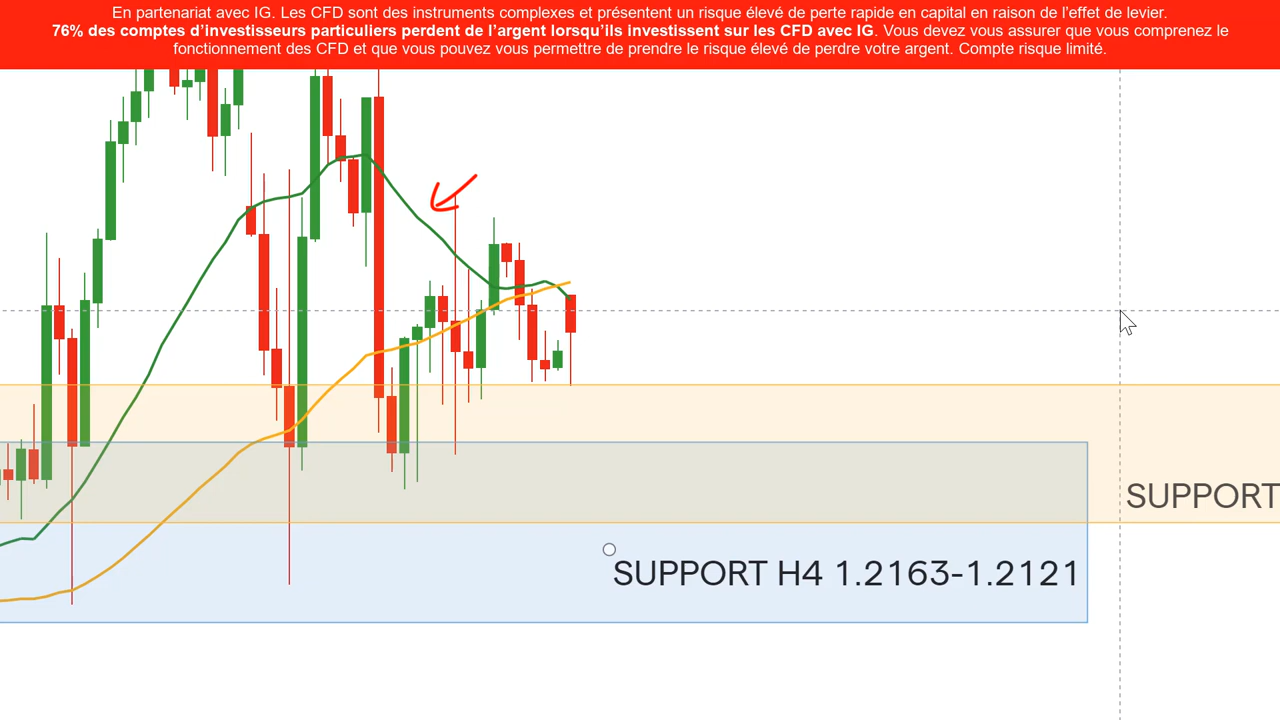 En partenariat avec IG. Les CFD sont des instruments complexes et présentent un risque élevé de perte rapide en capital en raison de l'effet de levier.
76% des comptes d'investisseurs particuliers perdent de l'argent lorsqu'ils investissent sur les CFD avec IG. Vous devez vous assurer que vous comprenez le
fonctionnement des CFD et que vous pouvez vous permettre de prendre le risque élevé de perdre votre argent. Compte risque limité.
SUPPORT
SUPPORT H4 1.2163-1.2121